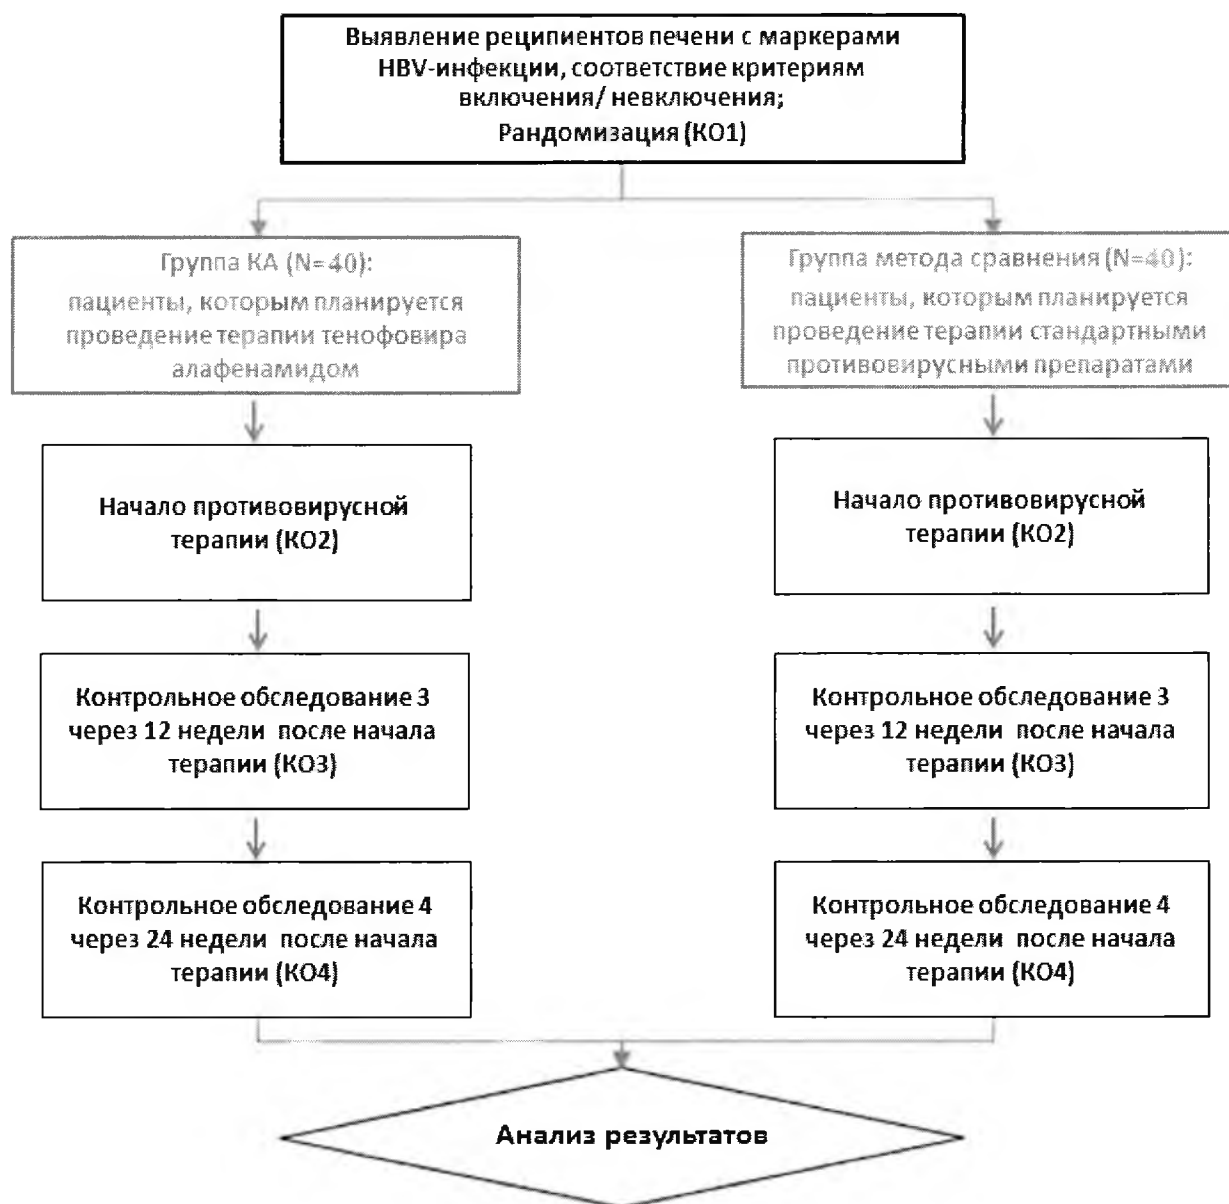 Выявление реципиентов печени с маркерами
HBV-инфекции, соответствие критериям
включения/ невключения;
Рандомизация (КО1)
Группа КА (N=40):
пациенты, которым планируется
проведение терапии тенофовира
алафенамидом
Группа метода сравнения (N=40):
пациенты, которым планируется
проведение терапии стандартными
противовирусными препаратами
Начало противовирусной
терапии (КО2)
Начало противовирусной
терапии (КО2)
Контрольное обследование 3
через 12 недели после начала
терапии (КО3)
Контрольное обследование 3
через 12 недели после начала
терапии (КО3)
Контрольное обследование 4
через 24 недели после начала
терапии (КО4)
Контрольное обследование 4
через 24 недели после начала
терапии (КО4)
Анализ результатов